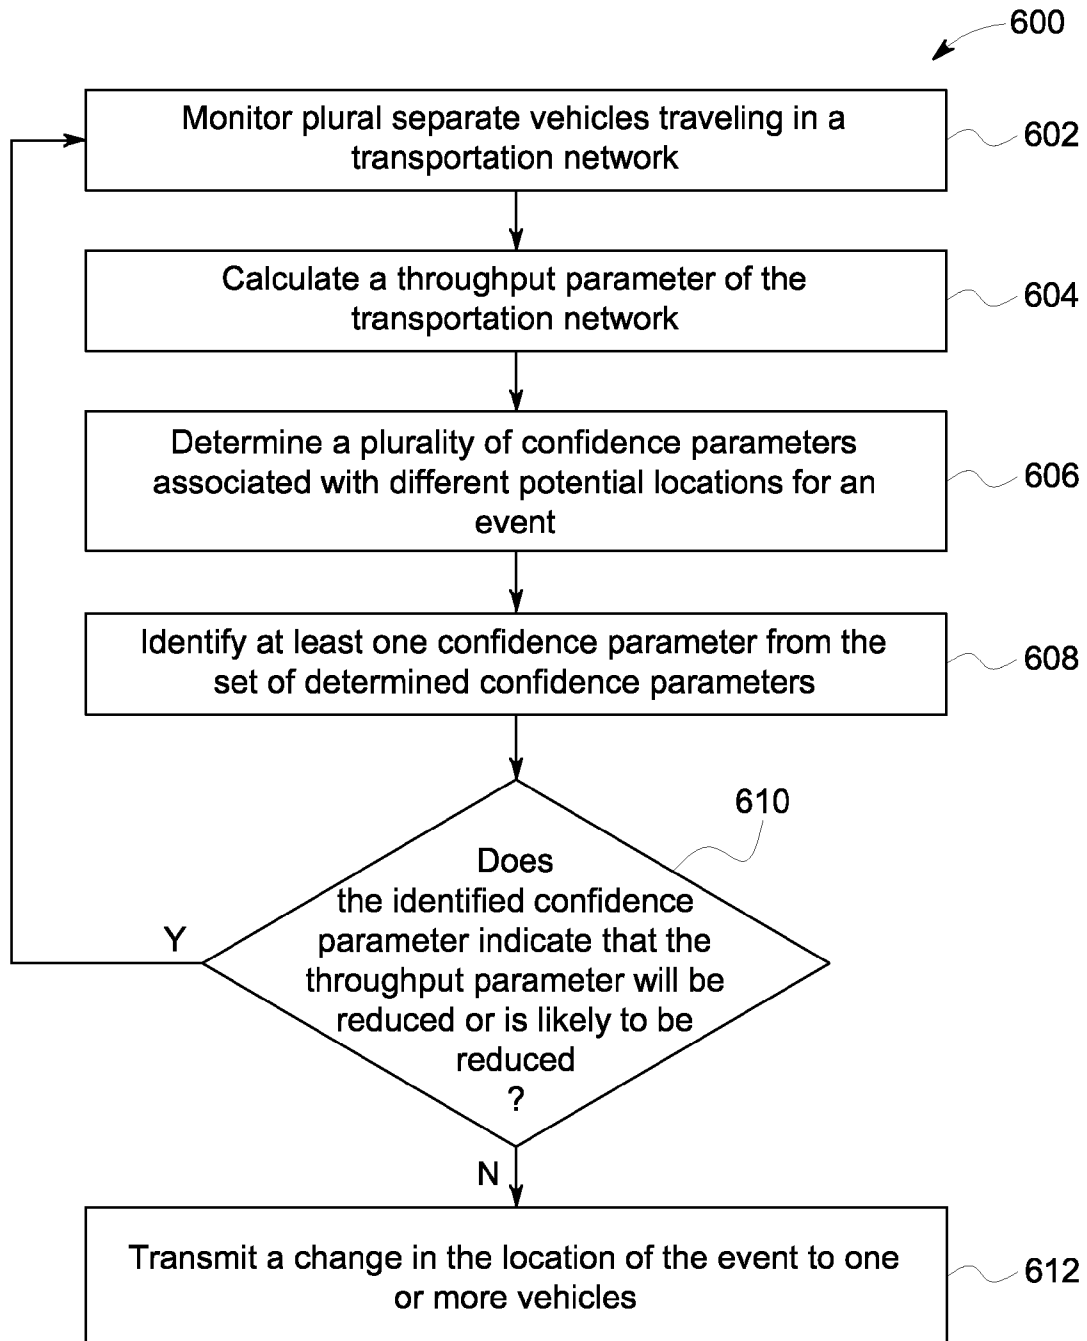 600
Monitor plural separate vehicles traveling in a
transportation network
602
Calculate a throughput parameter of the
transportation network
604
Determine a plurality of confidence parameters
associated with different potential locations for an
event
606
Identify at least one confidence parameter from the
set of determined confidence parameters
608
610
Does
the identified confidence
parameter indicate that the
throughput parameter will be
reduced or is likely to be
reduced
?
Y
N
Transmit a change in the location of the event to one
or more vehicles
612